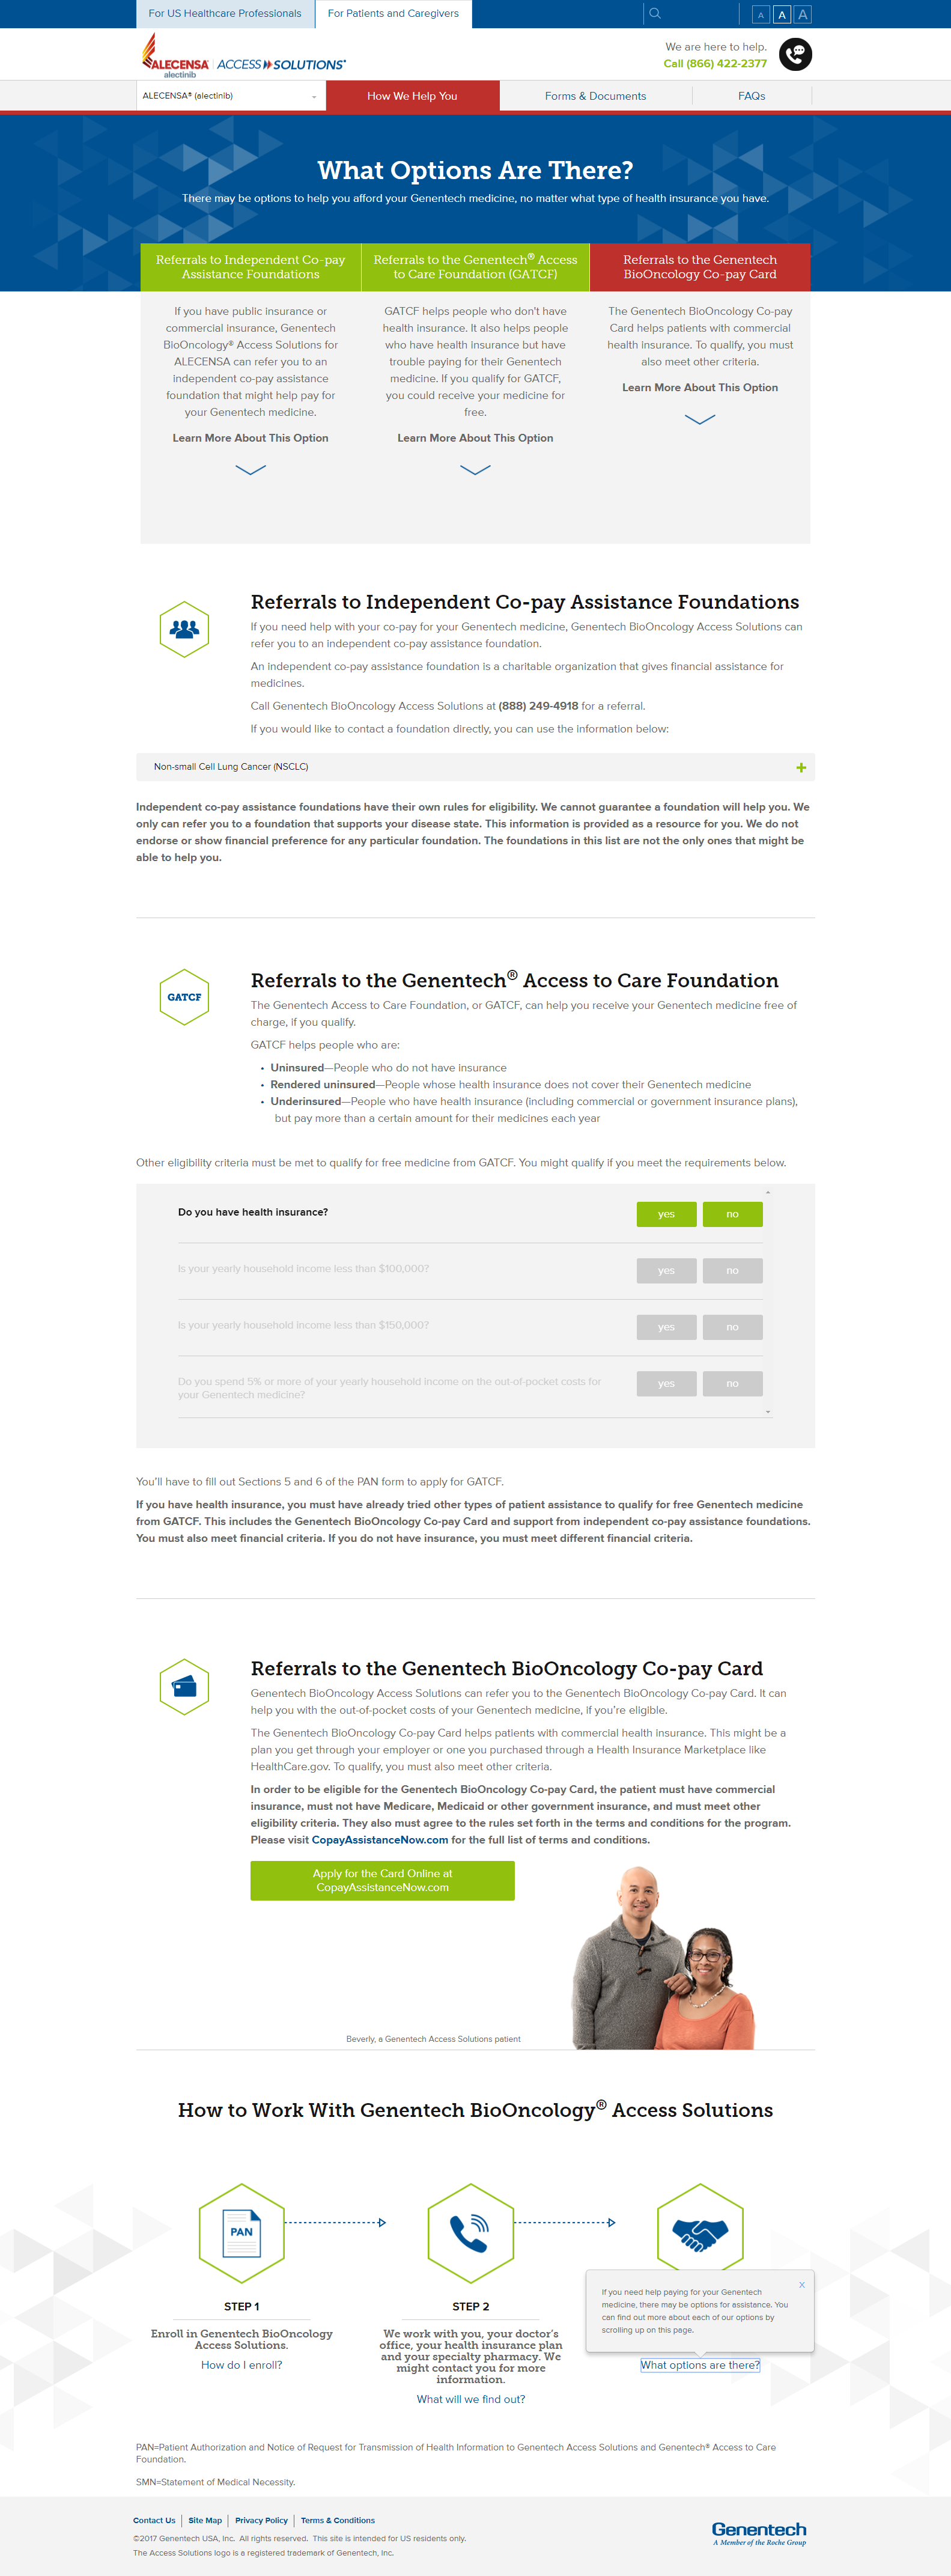 For US Healthcare Professionals
For Patients and Caregivers
A A A
ALECENSA®
alectinib
ACCESS SOLUTIONS®
We are here to help.
Call (866) 422-2377
ALECENSA® (alectinib)
How We Help You
Forms & Documents
FAQs
What Options Are There?
There may be options to help you afford your Genentech medicine, no matter what type of health insurance you have.
Referrals to Independent Co-pay
Assistance Foundations
If you have public insurance or
commercial insurance, Genentech
BioOncology® Access Solutions for
ALECENSA can refer you to an
independent co-pay assistance
foundation that might help pay for
your Genentech medicine.
Learn More About This Option
Referrals to the Genentech® Access
to Care Foundation (GATCF)
GATCF helps people who don't have
health insurance. It also helps people
who have health insurance but have
trouble paying for their Genentech
medicine. If you qualify for GATCF,
you could receive your medicine for
free.
Learn More About This Option
Referrals to the Genentech
BioOncology Co-pay Card
The Genentech BioOncology Co-pay
Card helps patients with commercial
health insurance. To qualify, you must
also meet other criteria.
Learn More About This Option
Referrals to Independent Co-pay Assistance Foundations
If you need help with your co-pay for your Genentech medicine, Genentech BioOncology Access Solutions can
refer you to an independent co-pay assistance foundation.
An independent co-pay assistance foundation is a charitable organization that gives financial assistance for
medicines.
Call Genentech BioOncology Access Solutions at (888) 249-4918 for a referral.
If you would like to contact a foundation directly, you can use the information below:
Non-small Cell Lung Cancer (NSCLC)
Independent co-pay assistance foundations have their own rules for eligibility. We cannot guarantee a foundation will help you. We
only can refer you to a foundation that supports your disease state. This information is provided as a resource for you. We do not
endorse or show financial preference for any particular foundation. The foundations in this list are not the only ones that might be
able to help you.
GATCF
Referrals to the Genentech® Access to Care Foundation
The Genentech Access to Care Foundation, or GATCF, can help you receive your Genentech medicine free of
charge, if you qualify.
GATCF helps people who are:
• Uninsured—People who do not have insurance
• Rendered uninsured—People whose health insurance does not cover their Genentech medicine
• Underinsured—People who have health insurance (including commercial or government insurance plans),
but pay more than a certain amount for their medicines each year
Other eligibility criteria must be met to qualify for free medicine from GATCF. You might qualify if you meet the requirements below.
Do you have health insurance? yes no
Is your yearly household income less than $100,000? yes no
Is your yearly household income less than $150,000? yes no
Do you spend 5% or more of your yearly household income on the out-of-pocket costs for
your Genentech medicine? yes no
You'll have to fill out Sections 5 and 6 of the PAN form to apply for GATCF.
If you have health insurance, you must have already tried other types of patient assistance to qualify for free Genentech medicine
from GATCF. This includes the Genentech BioOncology Co-pay Card and support from independent co-pay assistance foundations.
You must also meet financial criteria. If you do not have insurance, you must meet different financial criteria.
Referrals to the Genentech BioOncology Co-pay Card
Genentech BioOncology Access Solutions can refer you to the Genentech BioOncology Co-pay Card. It can
help you with the out-of-pocket costs of your Genentech medicine, if you're eligible.
The Genentech BioOncology Co-pay Card helps patients with commercial health insurance. This might be a
plan you get through your employer or one you purchased through a Health Insurance Marketplace like
HealthCare.gov. To qualify, you must also meet other criteria.
In order to be eligible for the Genentech BioOncology Co-pay Card, the patient must have commercial
insurance, must not have Medicare, Medicaid or other government insurance, and must meet other
eligibility criteria. They also must agree to the rules set forth in the terms and conditions for the program.
Please visit CopayAssistanceNow.com for the full list of terms and conditions.
Apply for the Card Online at
CopayAssistanceNow.com
Beverly, a Genentech Access Solutions patient
How to Work With Genentech BioOncology® Access Solutions
PAN
STEP 1
Enroll in Genentech BioOncology
Access Solutions.
How do I enroll?
STEP 2
We work with you, your doctor's
office, your health insurance plan
and your specialty pharmacy. We
might contact you for more
information.
What will we find out?
X
If you need help paying for your Genentech
medicine, there may be options for assistance. You
can find out more about each of our options by
scrolling up on this page.
What options are there?
PAN=Patient Authorization and Notice of Request for Transmission of Health Information to Genentech Access Solutions and Genentech® Access to Care
Foundation.
SMN=Statement of Medical Necessity.
Contact Us | Site Map | Privacy Policy | Terms & Conditions
©2017 Genentech USA, Inc. All rights reserved. This site is intended for US residents only.
The Access Solutions logo is a registered trademark of Genentech, Inc.
Genentech
A Member of the Roche Group